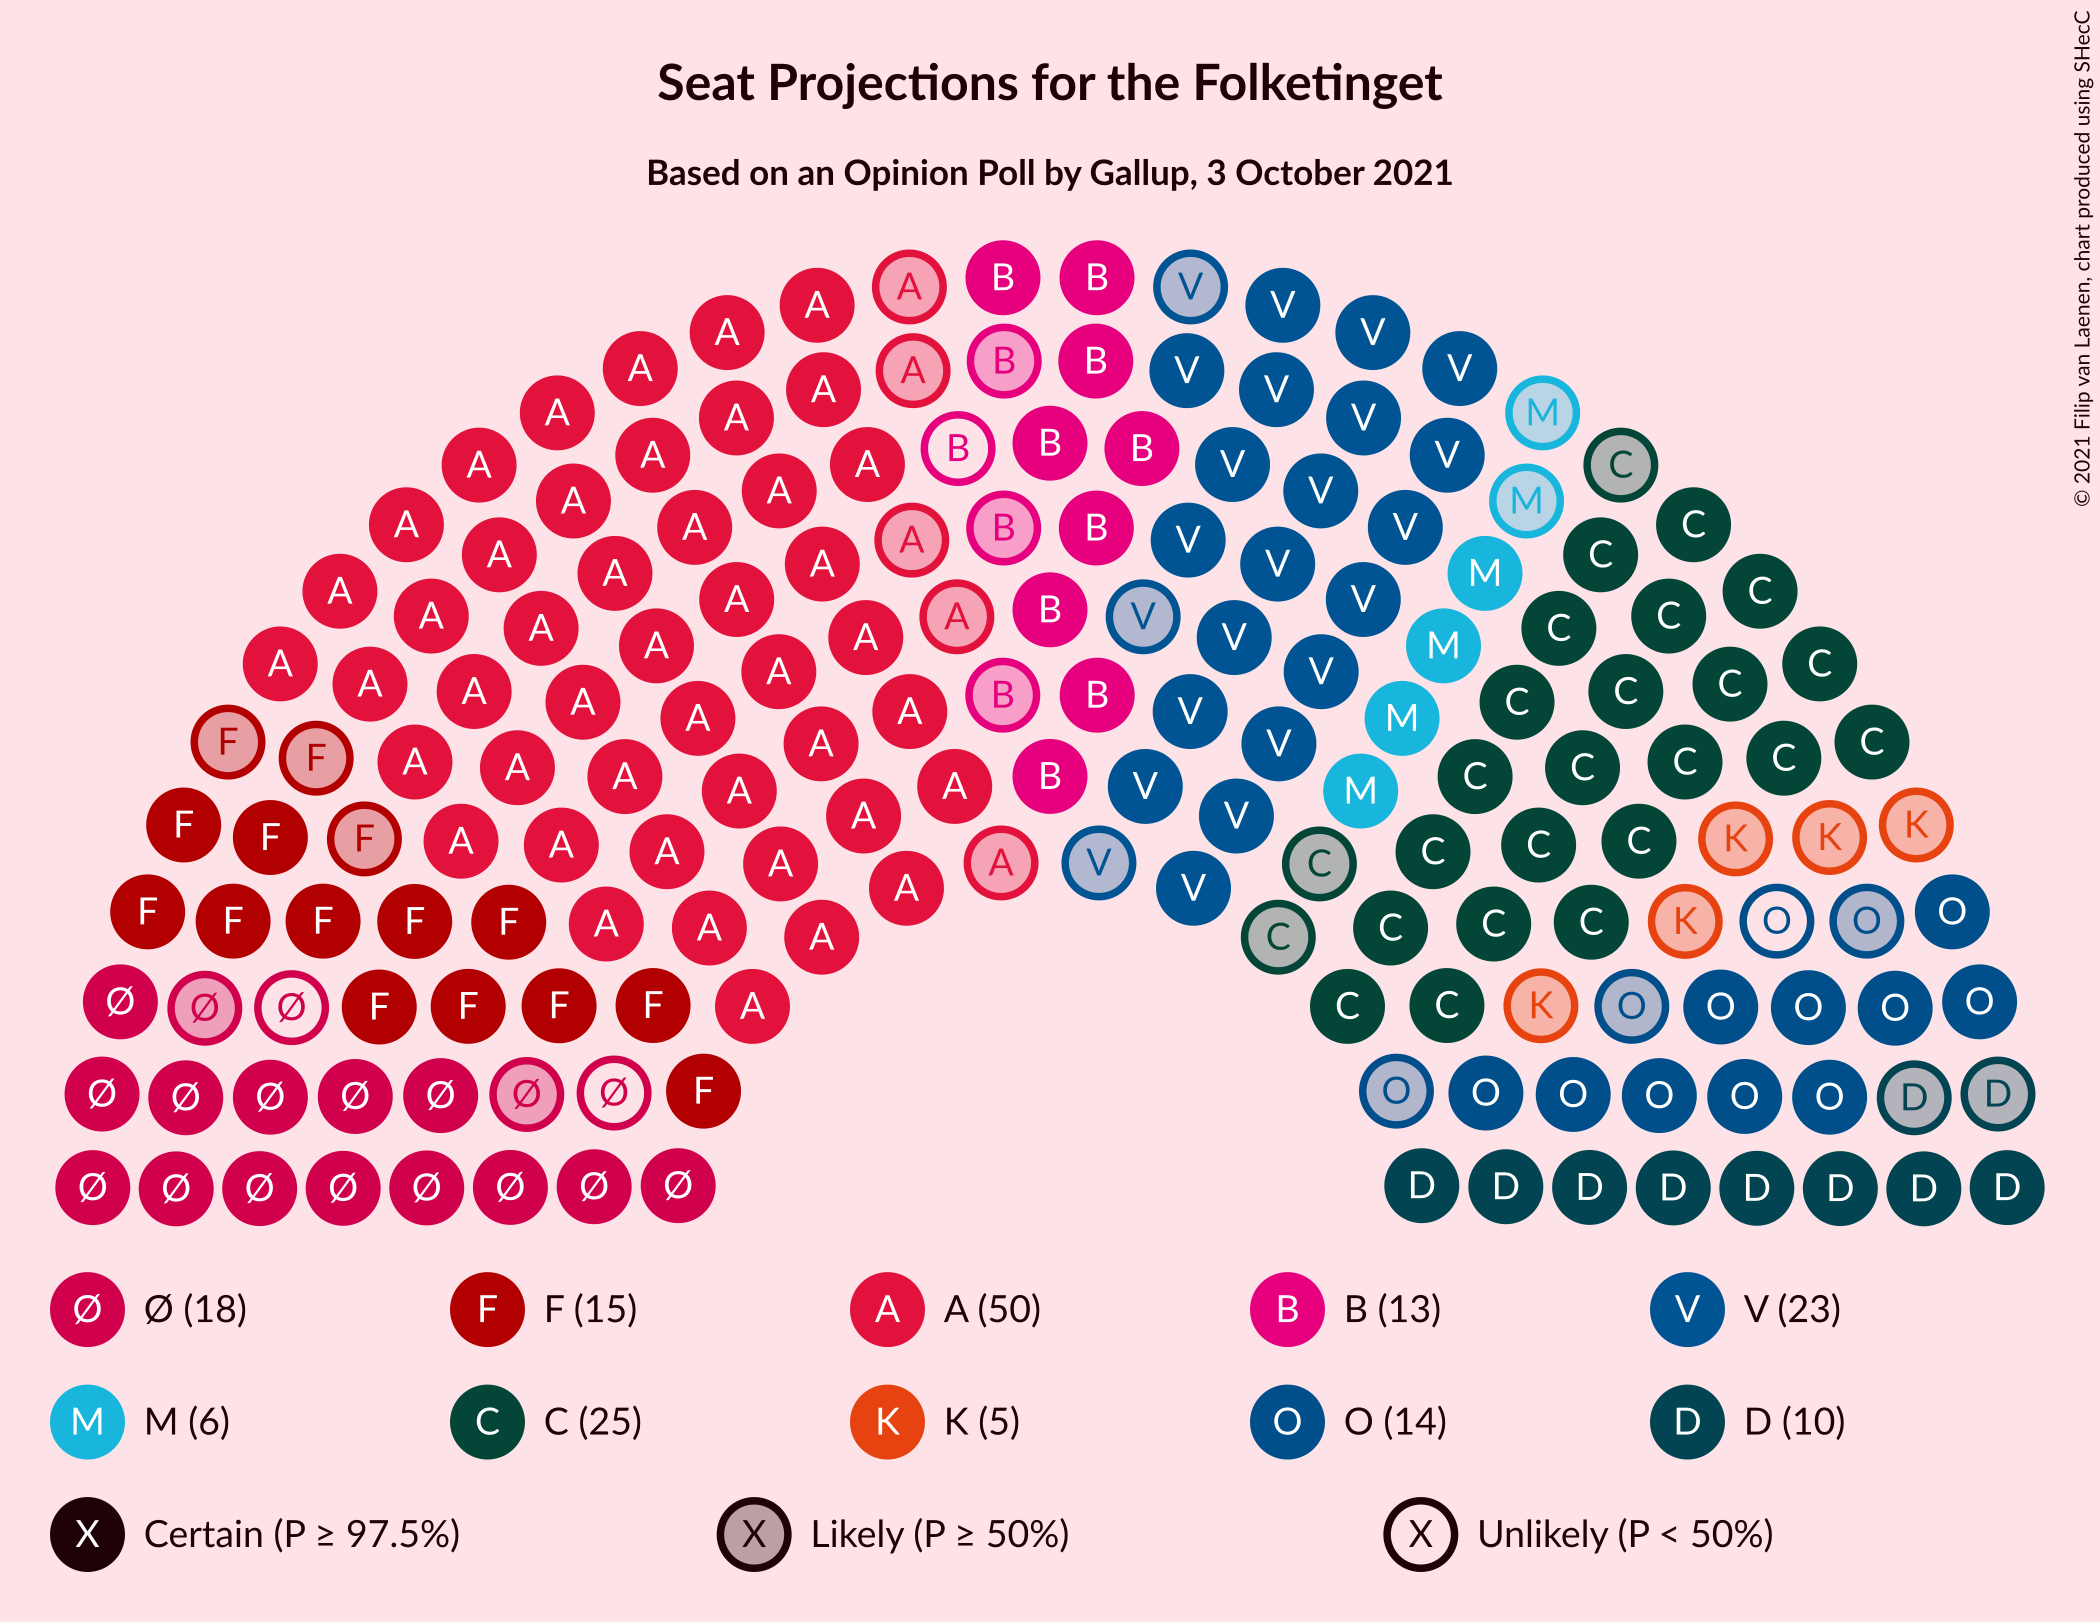 Seat Projections for the Folketinget
Based on an Opinion Poll by Gallup, 3 October 2021
© 2021 Filip van Laenen, chart produced using SHecC
B B
A V
A V
A V
A B B V
A A V M
A A V V C
A A V
A B B B V
A A V C
A A V M
A A A B B V V C
A A V M C
A A V C
A A A B V V M C
A A V C
A A A B B V V M C
F A A A V C
F A A A B V M C
F A A A V C K
F F A A A V C C K
F F F A A C C K O
Ø Ø Ø F F F F A C C K O O O O O
Ø Ø Ø Ø Ø Ø Ø F O O O O O O D D
Ø Ø Ø Ø Ø Ø Ø Ø D D D D D D D D
Ø Ø (18) F F (15) A A (50) B B (13) V V (23)
M M (6) C C (25) K K (5) O O (14) D D (10)
X Certain (P ≥ 97.5%) X Likely (P ≥ 50%) X Unlikely (P < 50%)